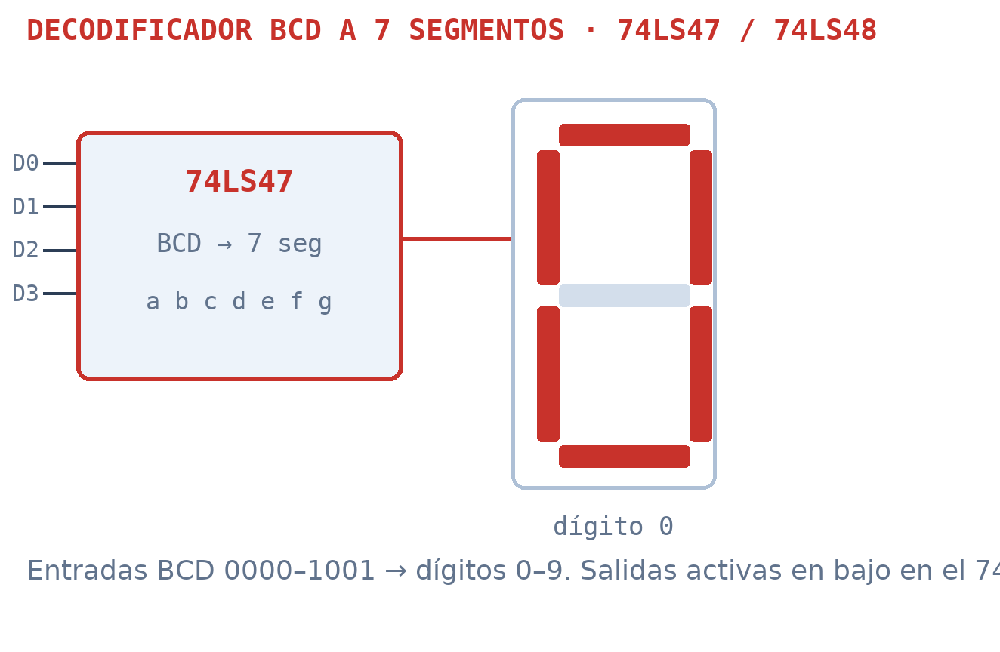 DECODIFICADOR BCD A 7 SEGMENTOS · 74LS47 / 74LS48
D0
D1
D2
D3
74LS47
BCD → 7 seg
a b c d e f g
dígito 0
Entradas BCD 0000–1001 → dígitos 0–9. Salidas activas en bajo en el